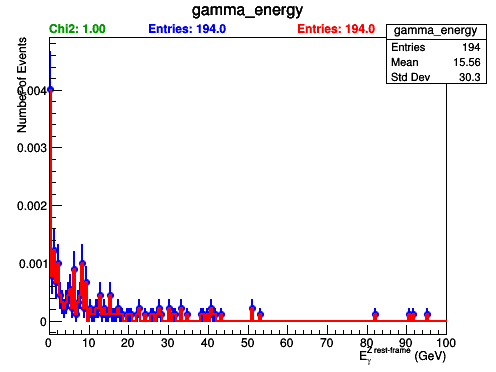 gamma_energy
Chi2: 1.00 Entries: 194.0 Entries: 194.0
gamma_energy
Entries 194
Mean 15.56
Std Dev 30.3
Number of Events
0.004
0.003
0.002
0.001
0
0 10 20 30 40 50 60 70 80 90 100
E_γ^Z rest-frame (GeV)